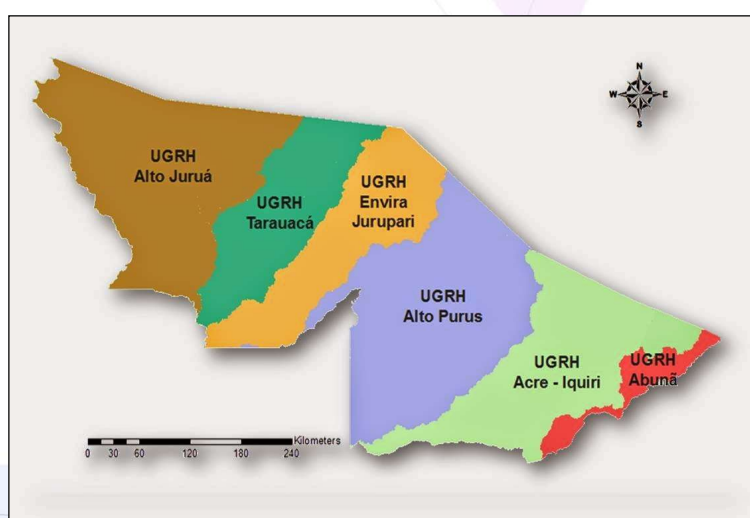 N
W E
S
UGRH
Alto Juruá
UGRH
Tarauacá
UGRH
Envira
Jurupari
UGRH
Alto Purus
UGRH
Acre - Iquiri
UGRH
Abunã
Kilometers
0 30 60 120 180 240